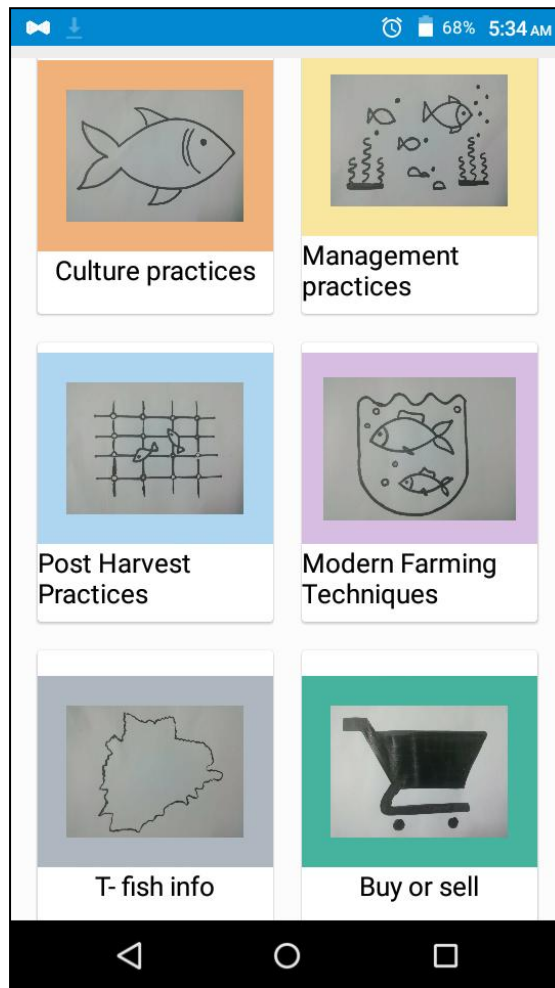 68% 5:34 AM
Culture practices
Management
practices
Post Harvest
Practices
Modern Farming
Techniques
T- fish info
Buy or sell